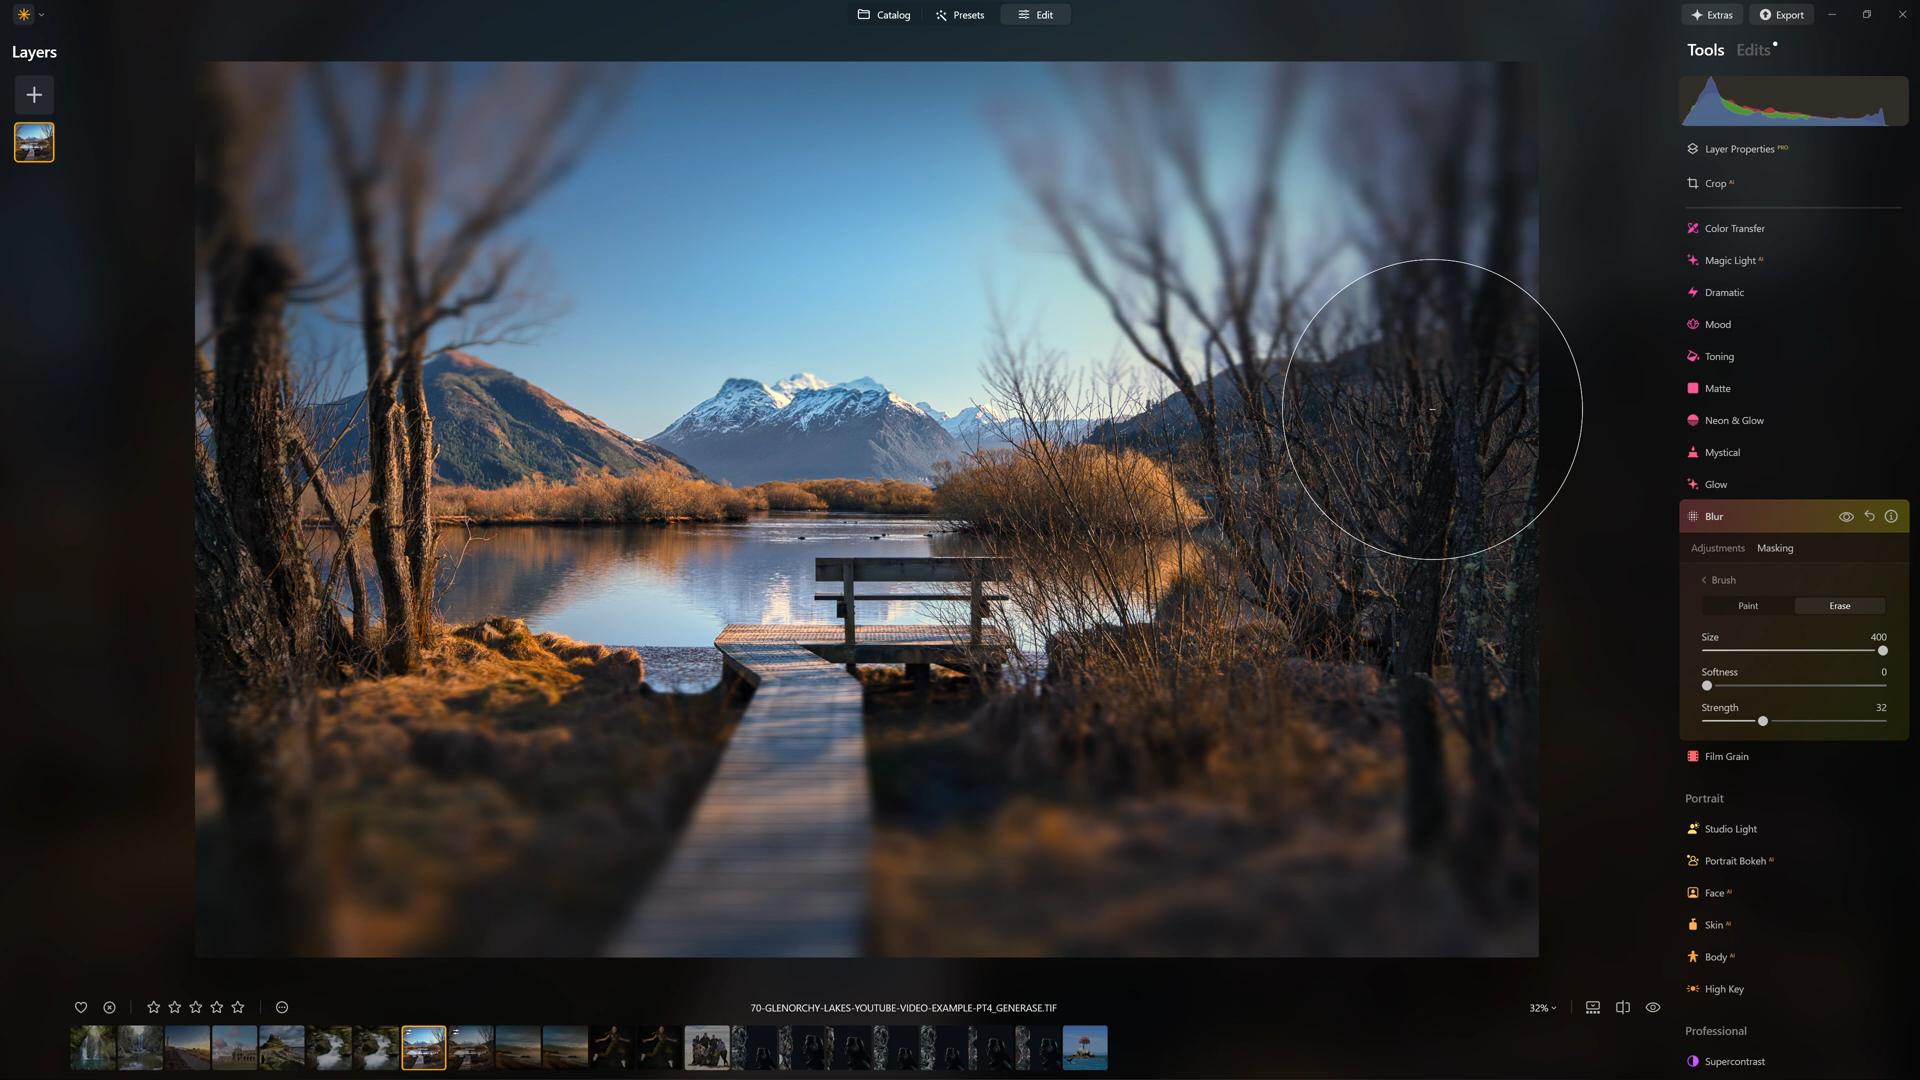 Catalog
Presets
Edit
Extras
Export
Layers
Tools
Edits
Layer Properties PRO
Crop AI
Color Transfer
Magic Light AI
Dramatic
Mood
Toning
Matte
Neon & Glow
Mystical
Glow
Blur
Adjustments
Masking
Brush
Paint
Erase
Size
400
Softness
0
Strength
32
Film Grain
Portrait
Studio Light
Portrait Bokeh AI
Face AI
Skin AI
Body AI
High Key
Professional
Supercontrast
70-GLENORCHY-LAKES-YOUTUBE-VIDEO-EXAMPLE-PT4_GENERASE.TIF
32%